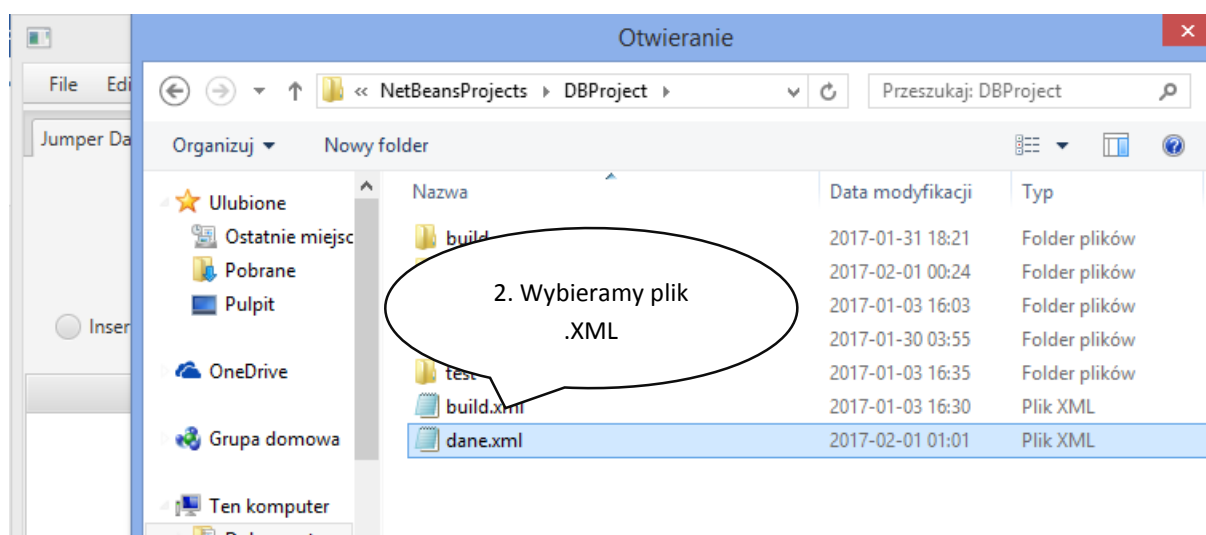 Otwieranie
File Edi
« NetBeansProjects DBProject
Przeszukaj: DBProject
Jumper Da
Organizuj Nowy folder
Nazwa Data modyfikacji Typ
Ulubione
Ostatnie miejsc
Pobrane
Pulpit
Inser
OneDrive
Grupa domowa
Ten komputer
build 2017-01-31 18:21 Folder plików
2017-02-01 00:24 Folder plików
2017-01-03 16:03 Folder plików
2017-01-30 03:55 Folder plików
test 2017-01-03 16:35 Folder plików
build.xml 2017-01-03 16:30 Plik XML
dane.xml 2017-02-01 01:01 Plik XML
2. Wybieramy plik
.XML